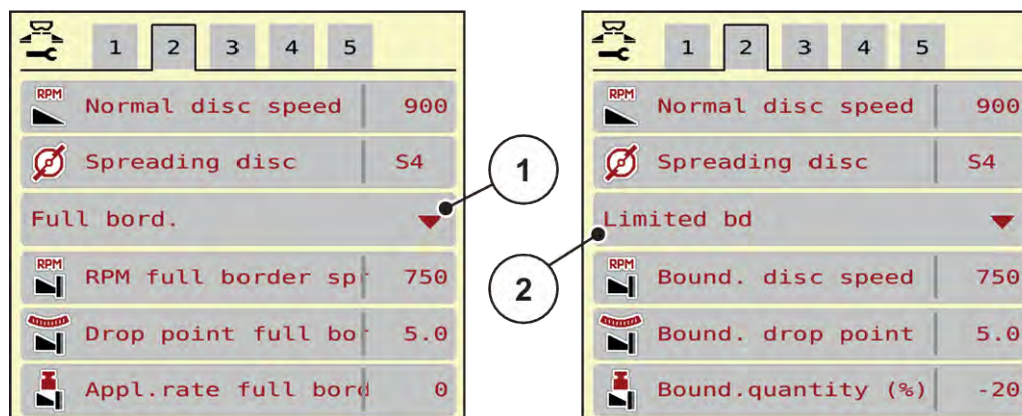 1 2 3 4 5
RPM Normal disc speed 900
Spreading disc S4
Full bord.
RPM RPM full border spr 750
Drop point full bor 5.0
Appl.rate full bord 0
1
2
1 2 3 4 5
RPM Normal disc speed 900
Spreading disc S4
Limited bd
RPM Bound. disc speed 750
Bound. drop point 5.0
Bound.quantity (%) -20